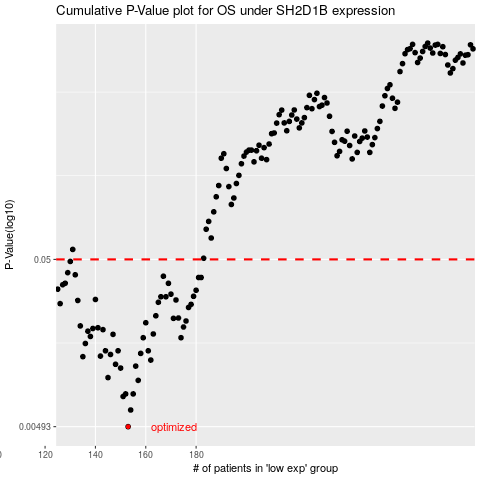 Cumulative P-Value plot for OS under SH2D1B expression
P-Value(log10)
0.05
0.00493
optimized
0 120 140 160 180
# of patients in 'low exp' group